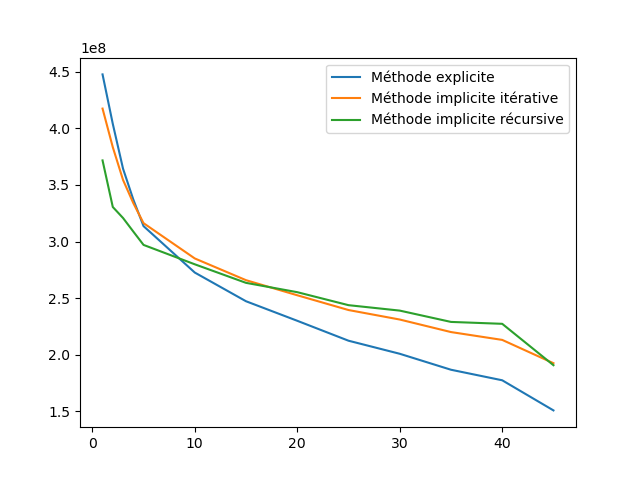 1e8
Méthode explicite
Méthode implicite itérative
Méthode implicite récursive
4.5
4.0
3.5
3.0
2.5
2.0
1.5
0 10 20 30 40